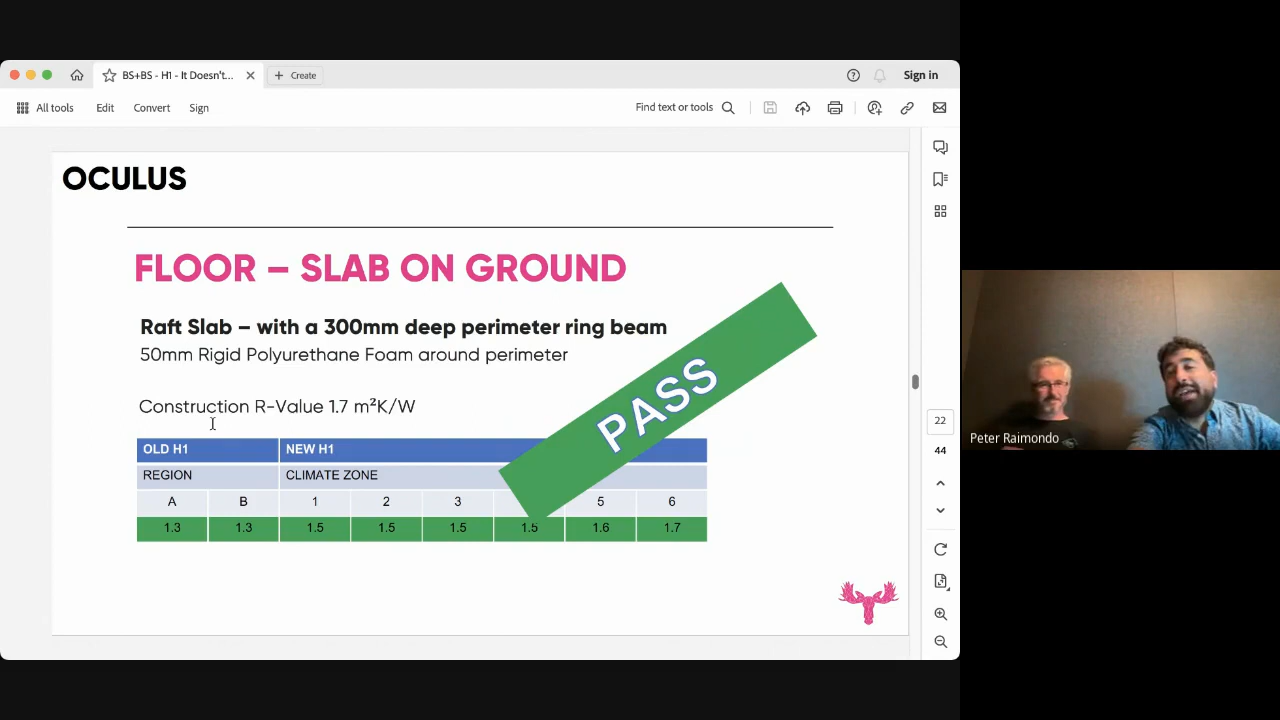 BS+BS - H1 - It Doesn't...
Create
Sign in
All tools
Edit
Convert
Sign
Find text or tools
OCULUS
FLOOR – SLAB ON GROUND
Raft Slab – with a 300mm deep perimeter ring beam
50mm Rigid Polyurethane Foam around perimeter
Construction R-Value 1.7 m²K/W
PASS
OLD H1 NEW H1
REGION CLIMATE ZONE
A B 1 2 3 5 6
1.3 1.3 1.5 1.5 1.5 1.5 1.6 1.7
22
44
Peter Raimondo